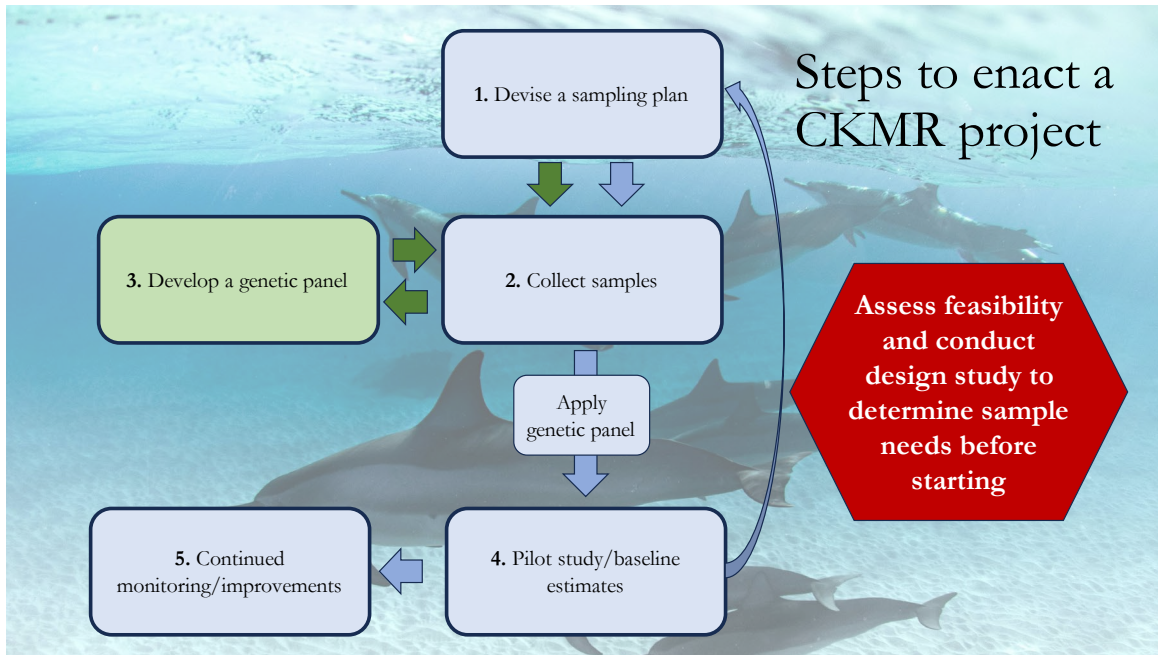 Steps to enact a
CKMR project
1. Devise a sampling plan
3. Develop a genetic panel
2. Collect samples
Assess feasibility
and conduct
design study to
determine sample
needs before
starting
Apply
genetic panel
5. Continued
monitoring/improvements
4. Pilot study/baseline
estimates